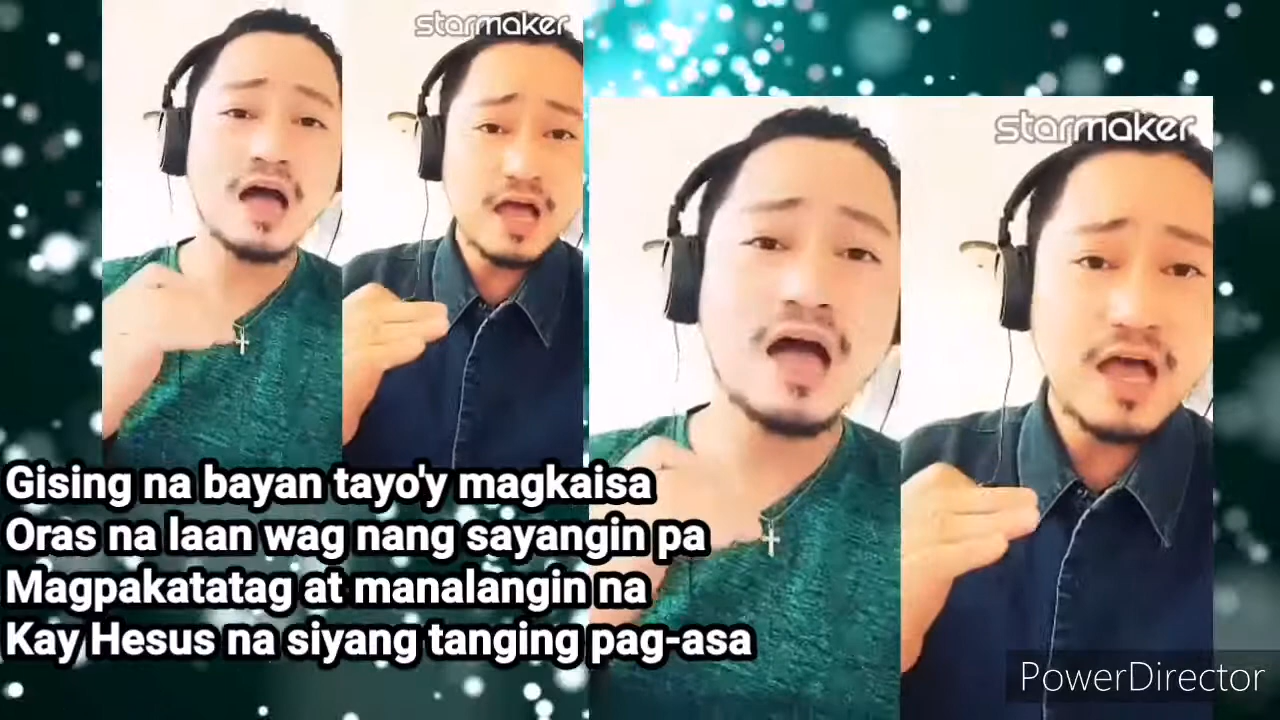 starmaker
starmaker
Gising na bayan tayo'y magkaisa
Oras na laan wag nang sayangin pa
Magpakatatag at manalangin na
Kay Hesus na siyang tanging pag-asa
PowerDirector